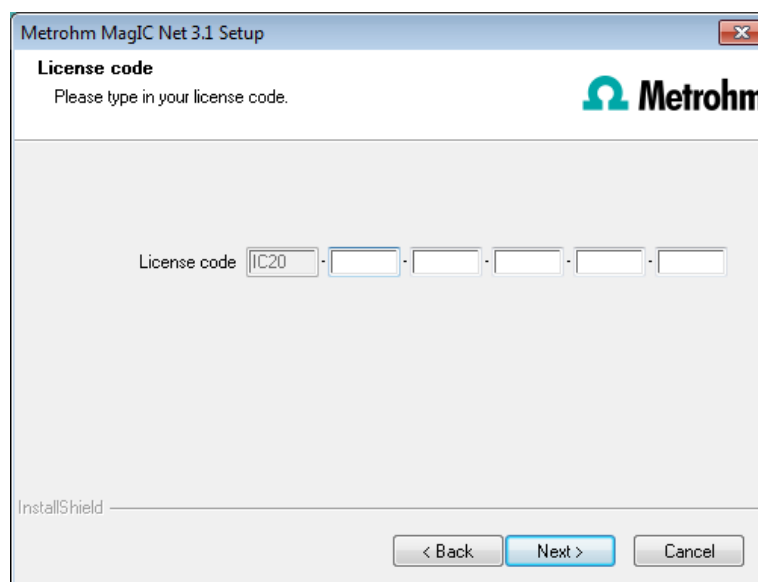 Metrohm MagIC Net 3.1 Setup
License code
Please type in your license code.
Metrohm
License code IC20 - - - - -
InstallShield
< Back Next > Cancel